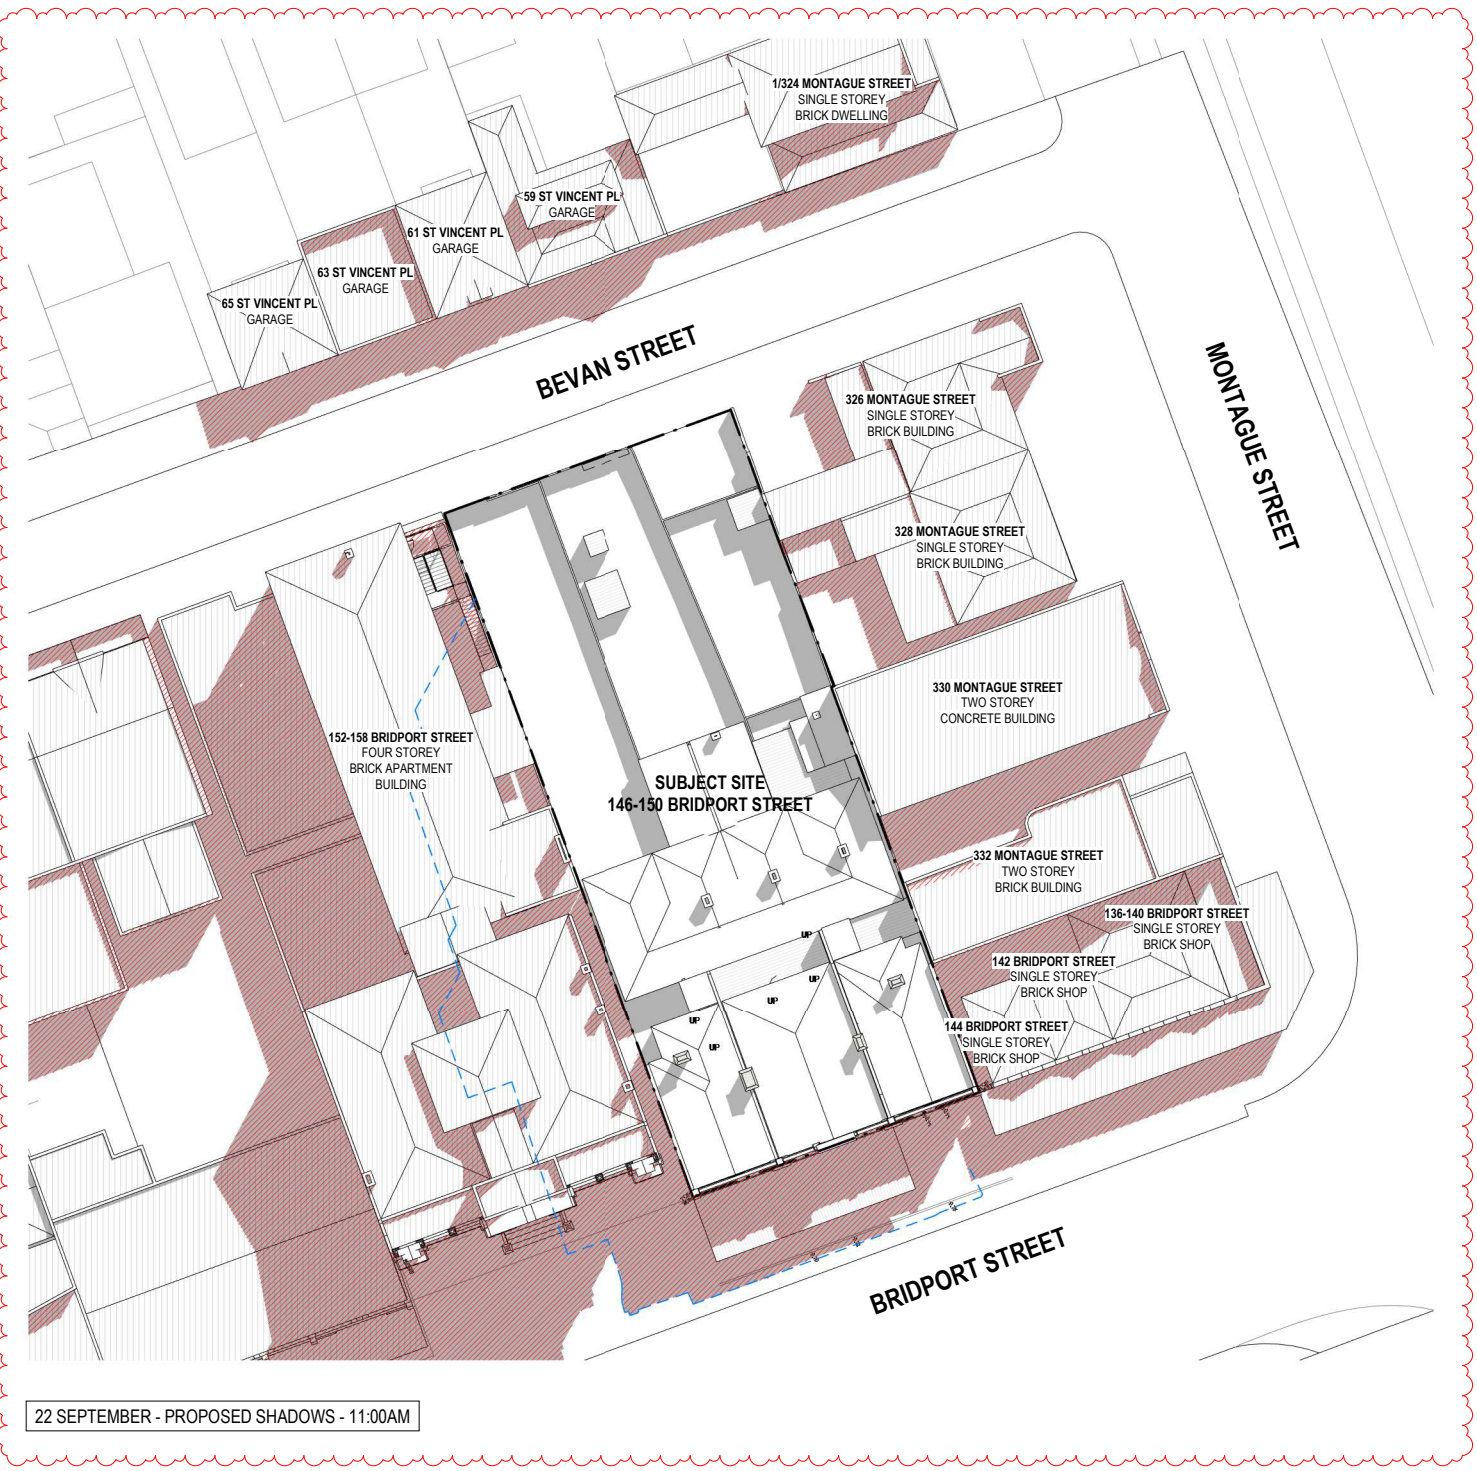 1/324 MONTAGUE STREET
SINGLE STOREY
BRICK DWELLING
59 ST VINCENT PL
GARAGE
61 ST VINCENT PL
GARAGE
63 ST VINCENT PL
GARAGE
65 ST VINCENT PL
GARAGE
BEVAN STREET
MONTAGUE STREET
326 MONTAGUE STREET
SINGLE STOREY
BRICK BUILDING
328 MONTAGUE STREET
SINGLE STOREY
BRICK BUILDING
330 MONTAGUE STREET
TWO STOREY
CONCRETE BUILDING
152-158 BRIDPORT STREET
FOUR STOREY
BRICK APARTMENT
BUILDING
SUBJECT SITE
146-150 BRIDPORT STREET
332 MONTAGUE STREET
TWO STOREY
BRICK BUILDING
136-140 BRIDPORT STREET
SINGLE STOREY
BRICK SHOP
142 BRIDPORT STREET
SINGLE STOREY
BRICK SHOP
144 BRIDPORT STREET
SINGLE STOREY
BRICK SHOP
UP
UP
UP
UP
UP
BRIDPORT STREET
22 SEPTEMBER - PROPOSED SHADOWS - 11:00AM